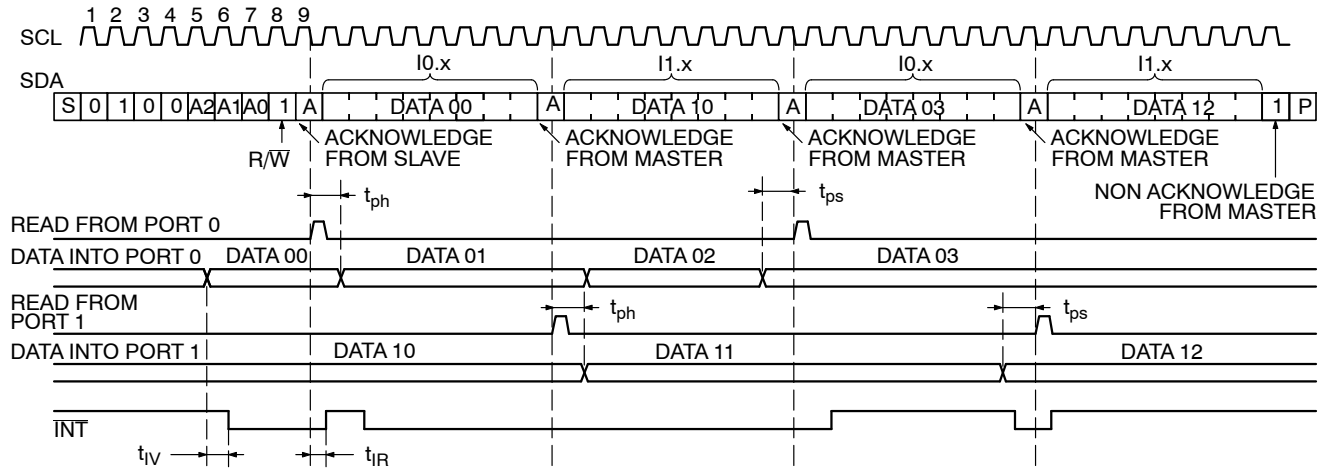 1 2 3 4 5 6 7 8 9
SCL
I0.x I1.x I0.x I1.x
SDA
S 0 1 0 0 A2 A1 A0 1 A DATA 00 A DATA 10 A DATA 03 A DATA 12 1 P
R/W
ACKNOWLEDGE
FROM SLAVE
ACKNOWLEDGE
FROM MASTER
ACKNOWLEDGE
FROM MASTER
ACKNOWLEDGE
FROM MASTER
NON ACKNOWLEDGE
FROM MASTER
tph tps
READ FROM PORT 0
DATA INTO PORT 0 DATA 00 DATA 01 DATA 02 DATA 03
READ FROM
PORT 1
tph tps
DATA INTO PORT 1 DATA 10 DATA 11 DATA 12
INT
tIV tIR